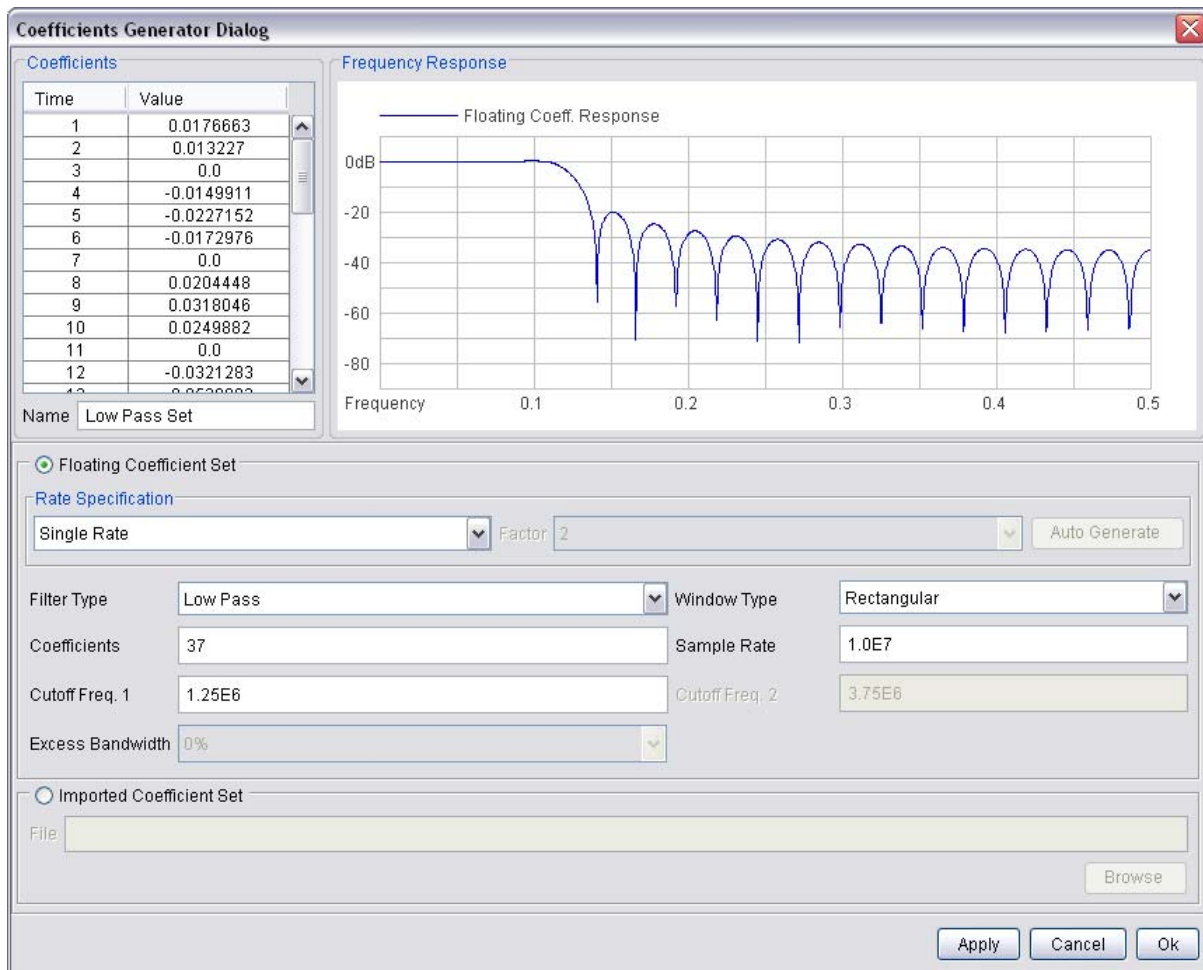 Coefficients Generator Dialog
Coefficients
Time Value
1 0.0176663
2 0.013227
3 0.0
4 -0.0149911
5 -0.0227152
6 -0.0172976
7 0.0
8 0.0204448
9 0.0318046
10 0.0249882
11 0.0
12 -0.0321283
Name Low Pass Set
Frequency Response
Floating Coeff. Response
0dB
-20
-40
-60
-80
Frequency 0.1 0.2 0.3 0.4 0.5
Floating Coefficient Set
Rate Specification
Single Rate Factor 2 Auto Generate
Filter Type Low Pass Window Type Rectangular
Coefficients 37 Sample Rate 1.0E7
Cutoff Freq. 1 1.25E6 Cutoff Freq. 2 3.75E6
Excess Bandwidth 0%
Imported Coefficient Set
File
Browse
Apply Cancel Ok